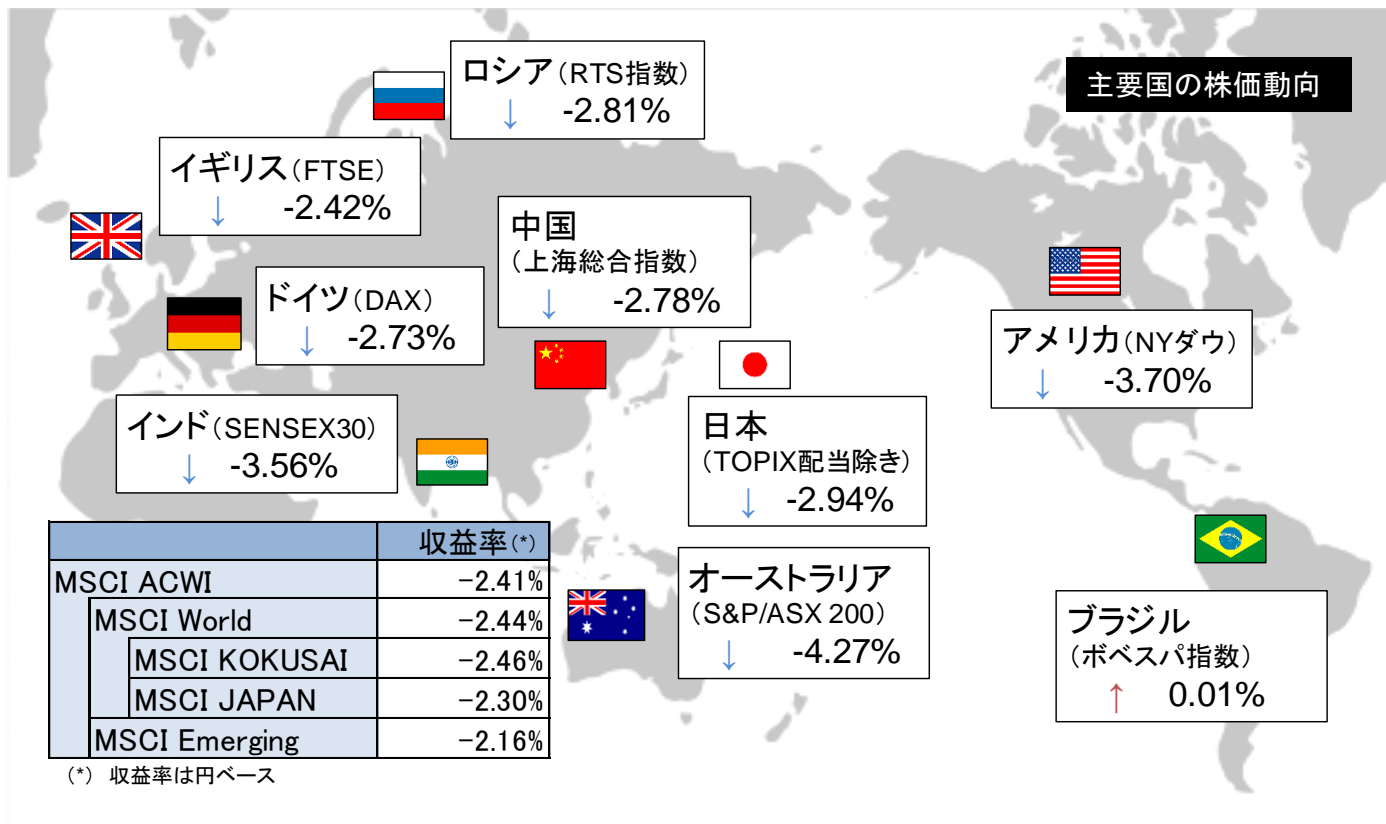 主要国の株価動向
ロシア(RTS指数)
↓ -2.81%
イギリス(FTSE)
↓ -2.42%
中国
(上海総合指数)
↓ -2.78%
ドイツ(DAX)
↓ -2.73%
アメリカ(NYダウ)
↓ -3.70%
インド(SENSEX30)
↓ -3.56%
日本
(TOPIX配当除き)
↓ -2.94%
オーストラリア
(S&P/ASX 200)
↓ -4.27%
ブラジル
(ボベスパ指数)
↑ 0.01%
収益率(*)
MSCI ACWI -2.41%
MSCI World -2.44%
MSCI KOKUSAI -2.46%
MSCI JAPAN -2.30%
MSCI Emerging -2.16%
(*) 収益率は円ベース